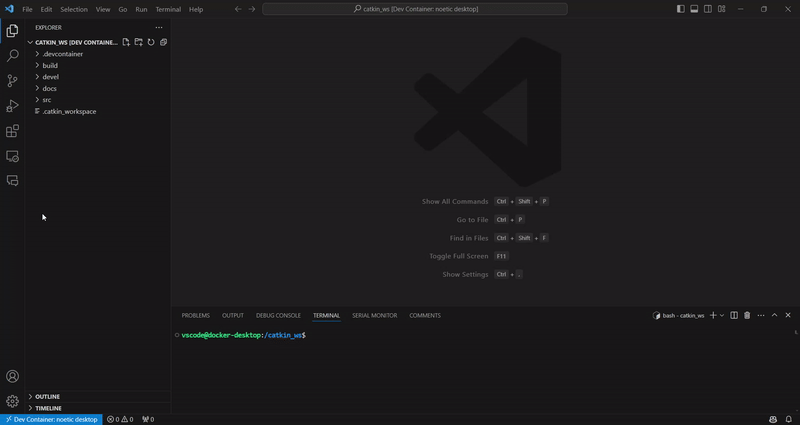 File Edit Selection View Go Run Terminal Help
catkin_ws [Dev Container: noetic desktop]
EXPLORER
CATKIN_WS [DEV CONTAINE...
.devcontainer
build
devel
docs
src
.catkin_workspace
Show All Commands Ctrl + Shift + P
Go to File Ctrl + P
Find in Files Ctrl + Shift + F
Toggle Full Screen F11
Show Settings Ctrl + ,
PROBLEMS OUTPUT DEBUG CONSOLE TERMINAL SERIAL MONITOR COMMENTS
bash - catkin_ws
vscode@docker-desktop:/catkin_ws$
OUTLINE
TIMELINE
Dev Container: noetic desktop 0 0 0